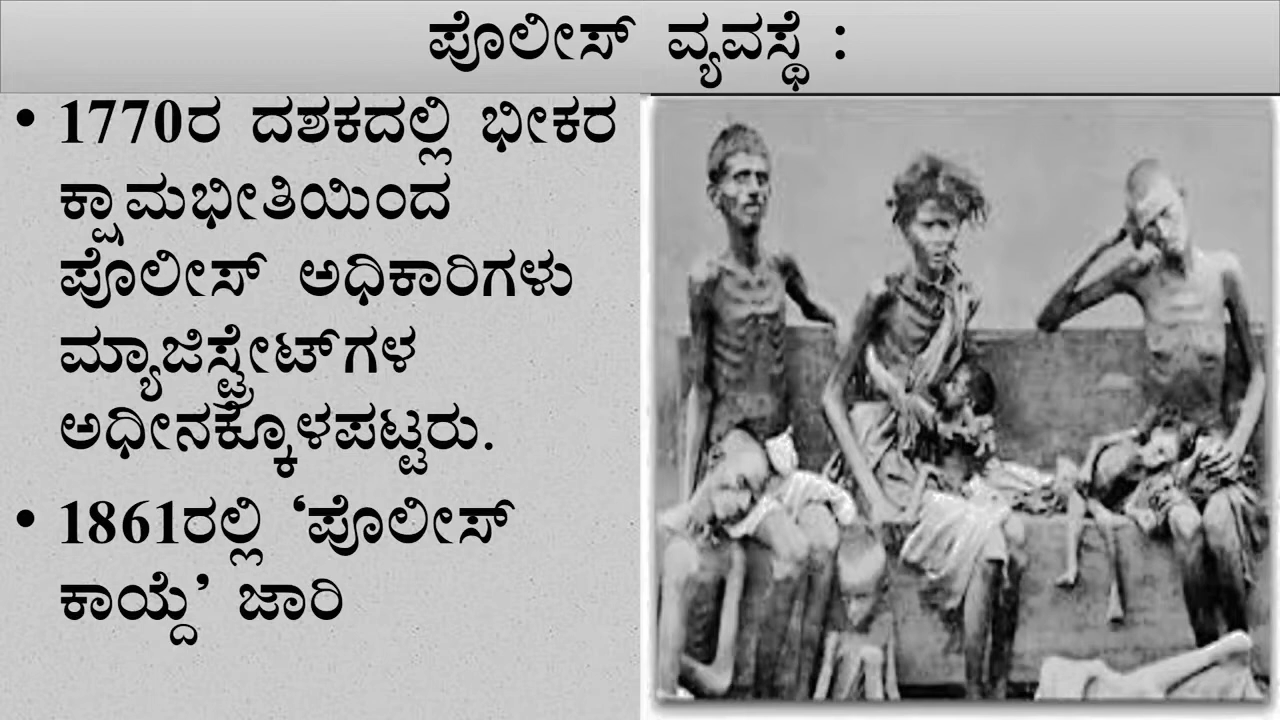 ಪೊಲೀಸ್ ವ್ಯವಸ್ಥೆ :
• 1770ರ ದಶಕದಲ್ಲಿ ಭೀಕರ
ಕ್ಷಾಮಭೀತಿಯಿಂದ
ಪೊಲೀಸ್ ಅಧಿಕಾರಿಗಳು
ಮ್ಯಾಜಿಸ್ಟ್ರೇಟ್‌ಗಳ
ಅಧೀನಕ್ಕೊಳಪಟ್ಟರು.
• 1861ರಲ್ಲಿ ‘ಪೊಲೀಸ್
ಕಾಯ್ದೆ’ ಜಾರಿ